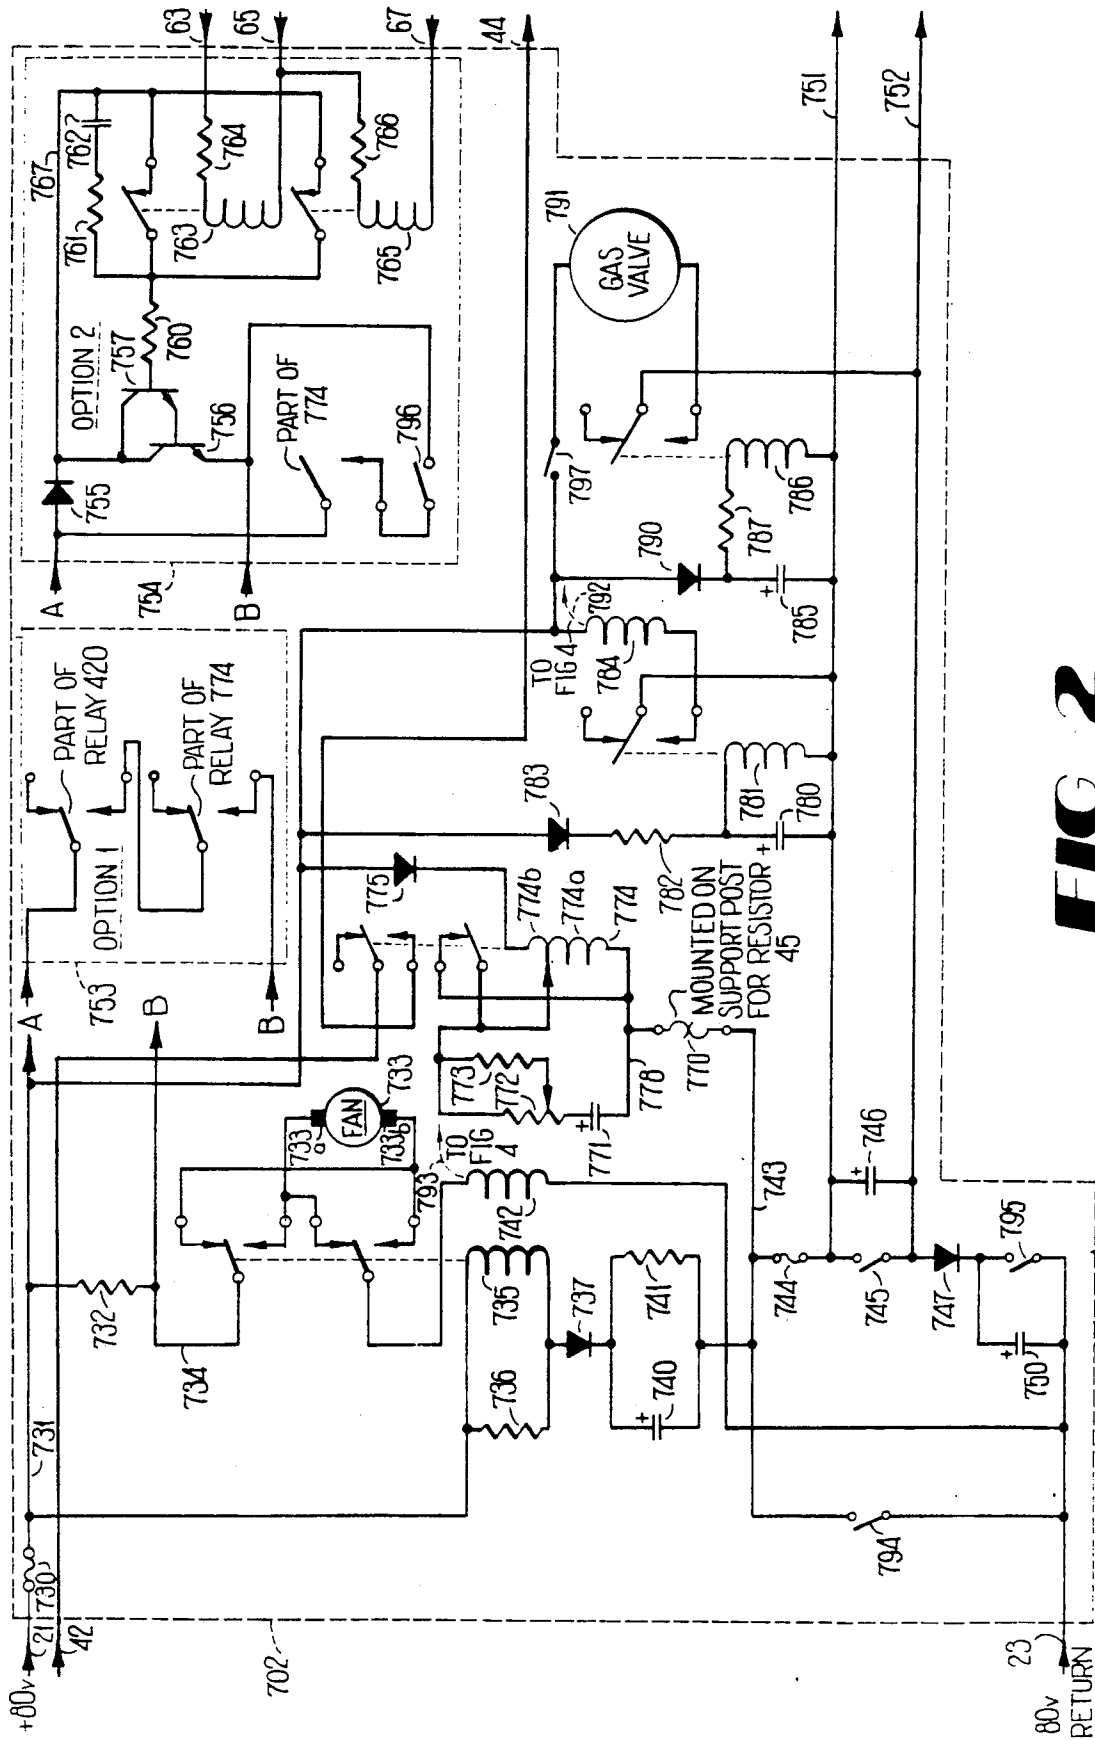 +80v
21
730
42
731
702
732
734
A
B
753
OPTION 1
PART OF
RELAY 420
PART OF
RELAY 774
B
A
B
754
755
756
757
OPTION 2
760
761
762
767
763
764
765
766
PART OF
774
796
63
65
67
44
751
752
733
a
FAN
733
733
b
793
TO
FIG
4
742
735
736
737
740
741
743
744
745
746
747
750
795
794
23
80v
RETURN
773
772
771
778
770
MOUNTED ON
SUPPORT POST
FOR RESISTOR
45
774b
774a
774
775
783
782
781
780
TO
FIG 4
792
784
790
785
787
786
797
791
GAS
VALVE
FIG 2